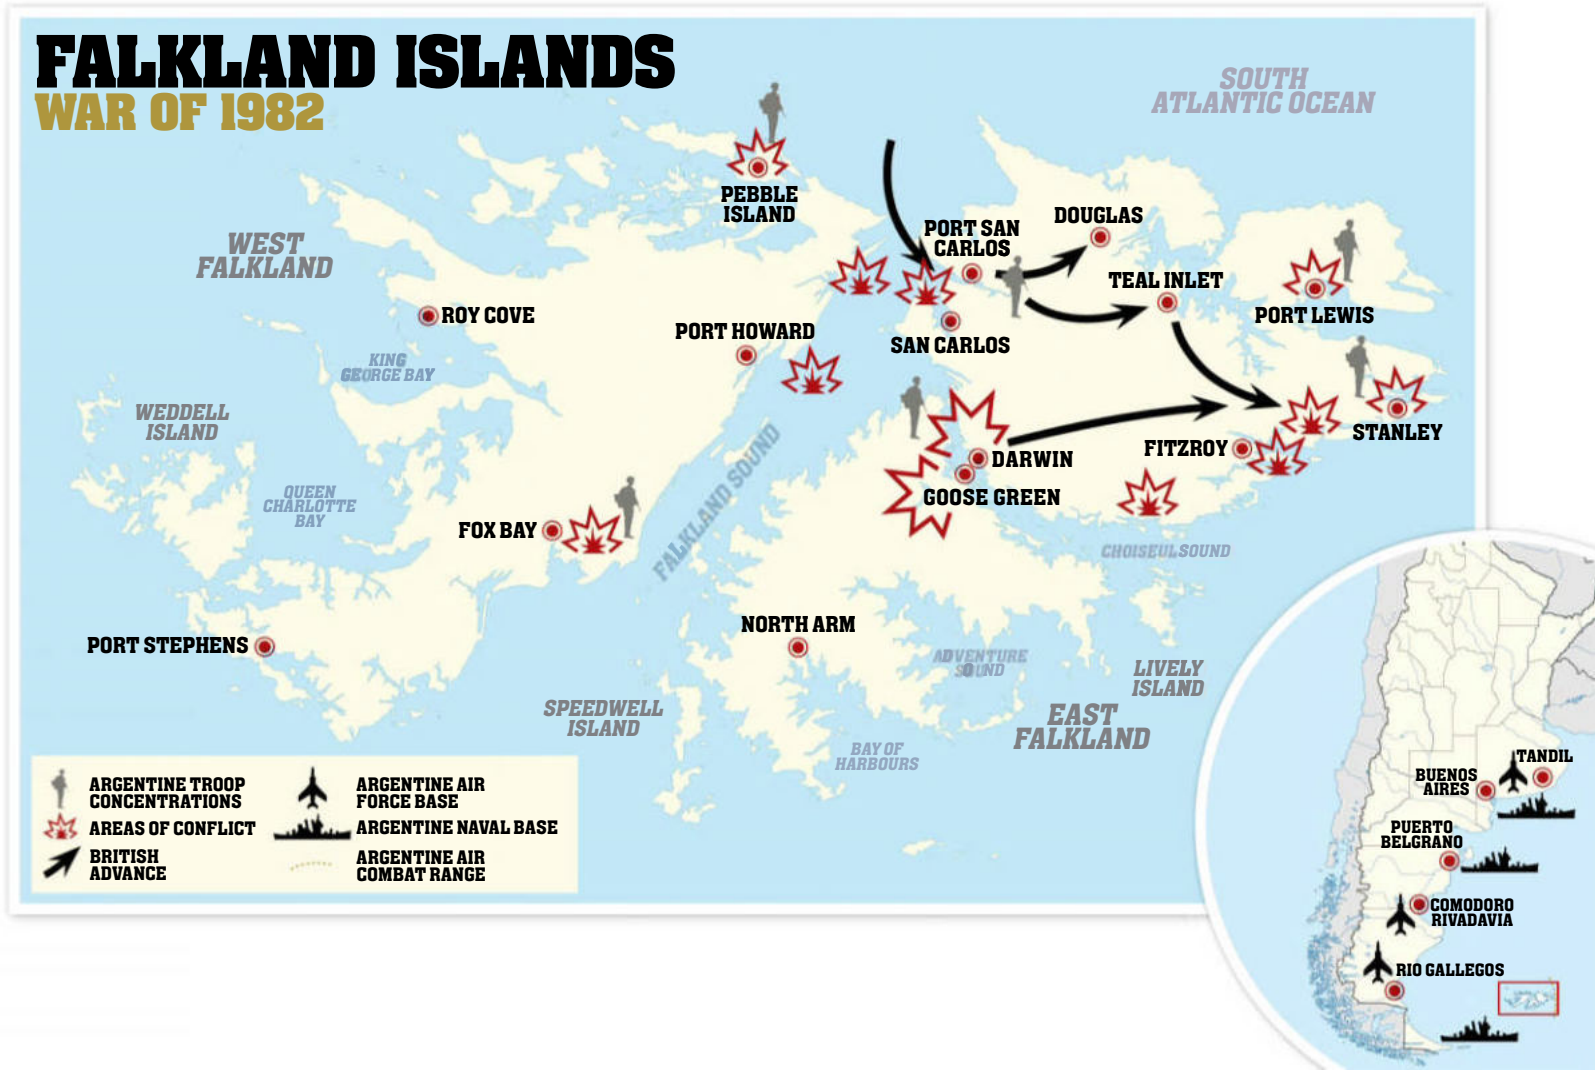 FALKLAND ISLANDS
WAR OF 1982
SOUTH
ATLANTIC OCEAN
PEBBLE
ISLAND
WEST
FALKLAND
PORT SAN
CARLOS
DOUGLAS
TEAL INLET
PORT LEWIS
ROY COVE
PORT HOWARD
SAN CARLOS
KING
GEORGE BAY
WEDDELL
ISLAND
STANLEY
FITZROY
DARWIN
GOOSE GREEN
QUEEN
CHARLOTTE
BAY
FOX BAY
FALKLAND SOUND
CHOISEUL SOUND
PORT STEPHENS
NORTH ARM
ADVENTURE
SOUND
LIVELY
ISLAND
SPEEDWELL
ISLAND
EAST
FALKLAND
BAY OF
HARBOURS
ARGENTINE TROOP
CONCENTRATIONS
AREAS OF CONFLICT
BRITISH
ADVANCE
ARGENTINE AIR
FORCE BASE
ARGENTINE NAVAL BASE
ARGENTINE AIR
COMBAT RANGE
TANDIL
BUENOS
AIRES
PUERTO
BELGRANO
COMODORO
RIVADAVIA
RIO GALLEGOS